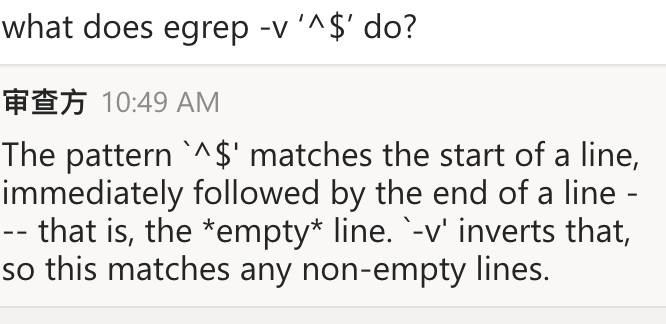 what does egrep -v ‘^$’ do?
审查方 10:49 AM
The pattern `^$' matches the start of a line,
immediately followed by the end of a line -
-- that is, the *empty* line. `-v' inverts that,
so this matches any non-empty lines.